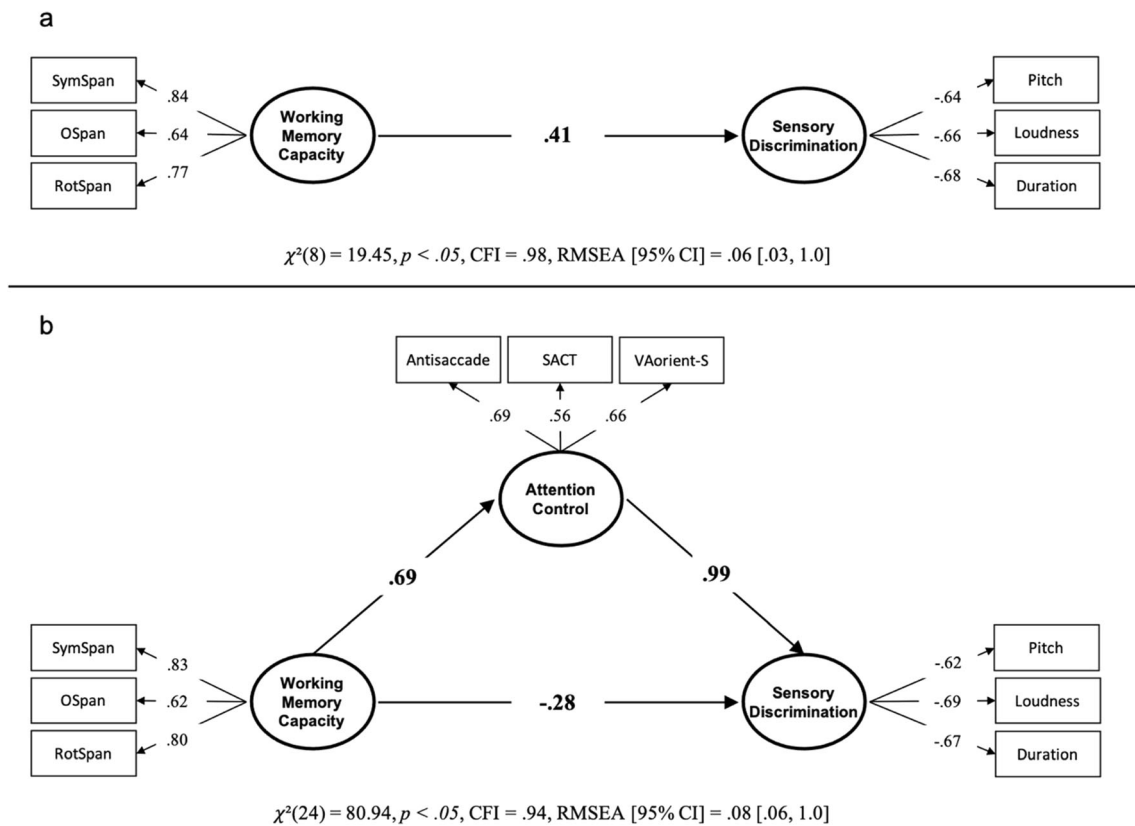 a
SymSpan
OSpan
RotSpan
.84
.64
.77
Working
Memory
Capacity
.41
Sensory
Discrimination
-.64
-.66
-.68
Pitch
Loudness
Duration
χ²(8) = 19.45, p < .05, CFI = .98, RMSEA [95% CI] = .06 [.03, 1.0]
b
Antisaccade
SACT
VAorient-S
.69
.56
.66
Attention
Control
.69
.99
SymSpan
OSpan
RotSpan
.83
.62
.80
Working
Memory
Capacity
-.28
Sensory
Discrimination
-.62
-.69
-.67
Pitch
Loudness
Duration
χ²(24) = 80.94, p < .05, CFI = .94, RMSEA [95% CI] = .08 [.06, 1.0]